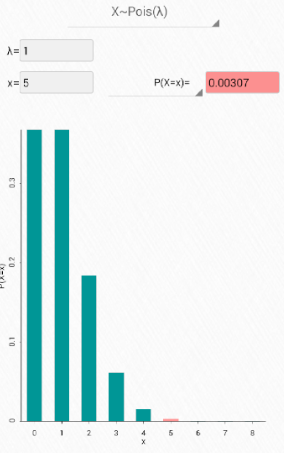 X~Pois(λ)
λ= 1
x= 5 P(X=x)= 0.00307
P(X=x)
0.3
0.2
0.1
0
0 1 2 3 4 5 6 7 8
x